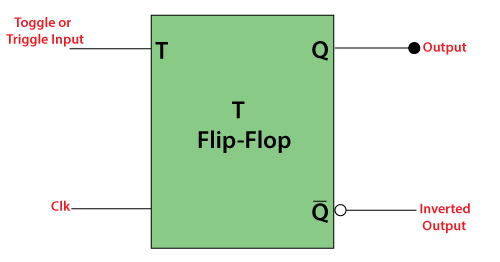 Toggle or
Triggle Input
T
Q
Output
T
Flip-Flop
Clk
Q̅
Inverted
Output